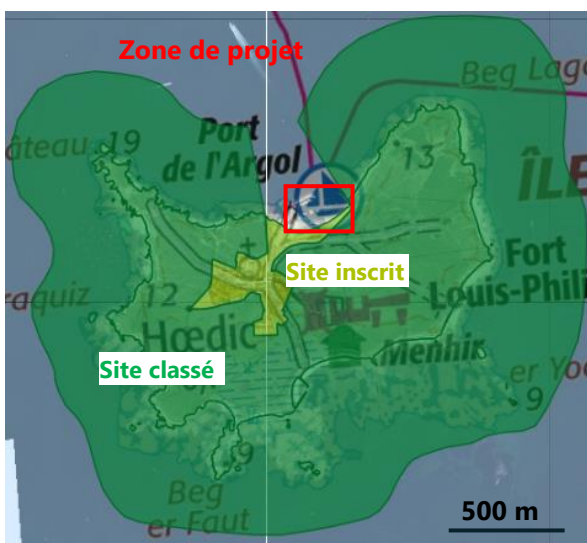 Zone de projet
Beg Lag
Port
âteau 19
de l'Argol
13
ÎLE
Site inscrit
Fort
raquiz
12
Louis-Phili
Hœdic
Menhir
Site classé
er Yo
9
9
Beg
er Faut
500 m